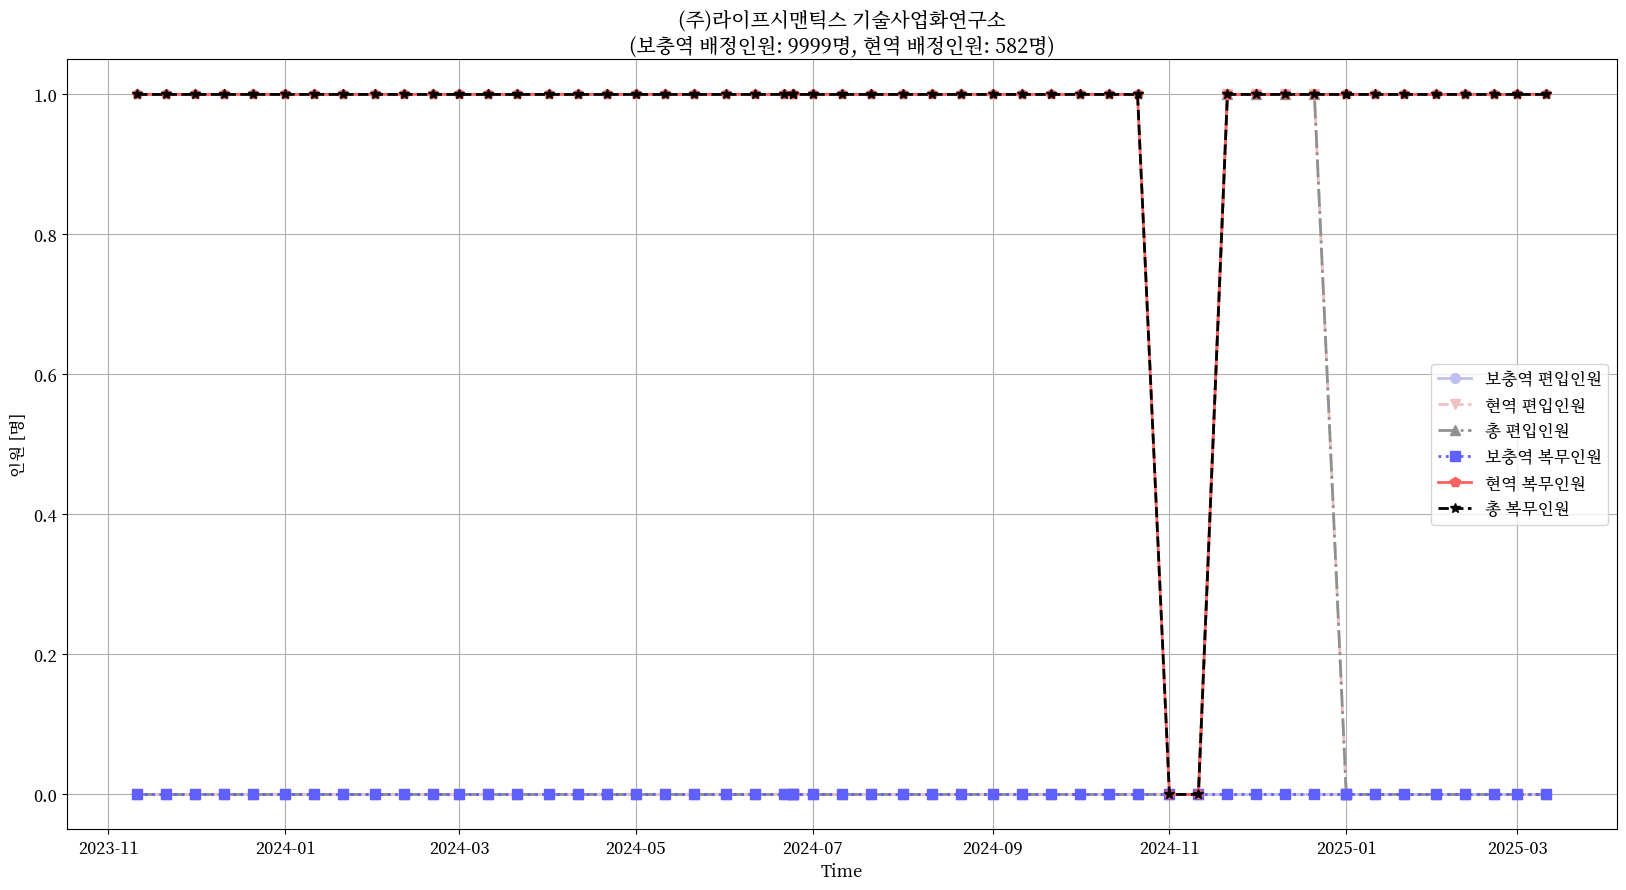 (주)라이프시맨틱스 기술사업화연구소
(보충역 배정인원: 9999명, 현역 배정인원: 582명)
1.0
0.8
0.6
0.4
0.2
0.0
인원 [명]
보충역 편입인원
현역 편입인원
총 편입인원
보충역 복무인원
현역 복무인원
총 복무인원
2023-11
2024-01
2024-03
2024-05
2024-07
2024-09
2024-11
2025-01
2025-03
Time